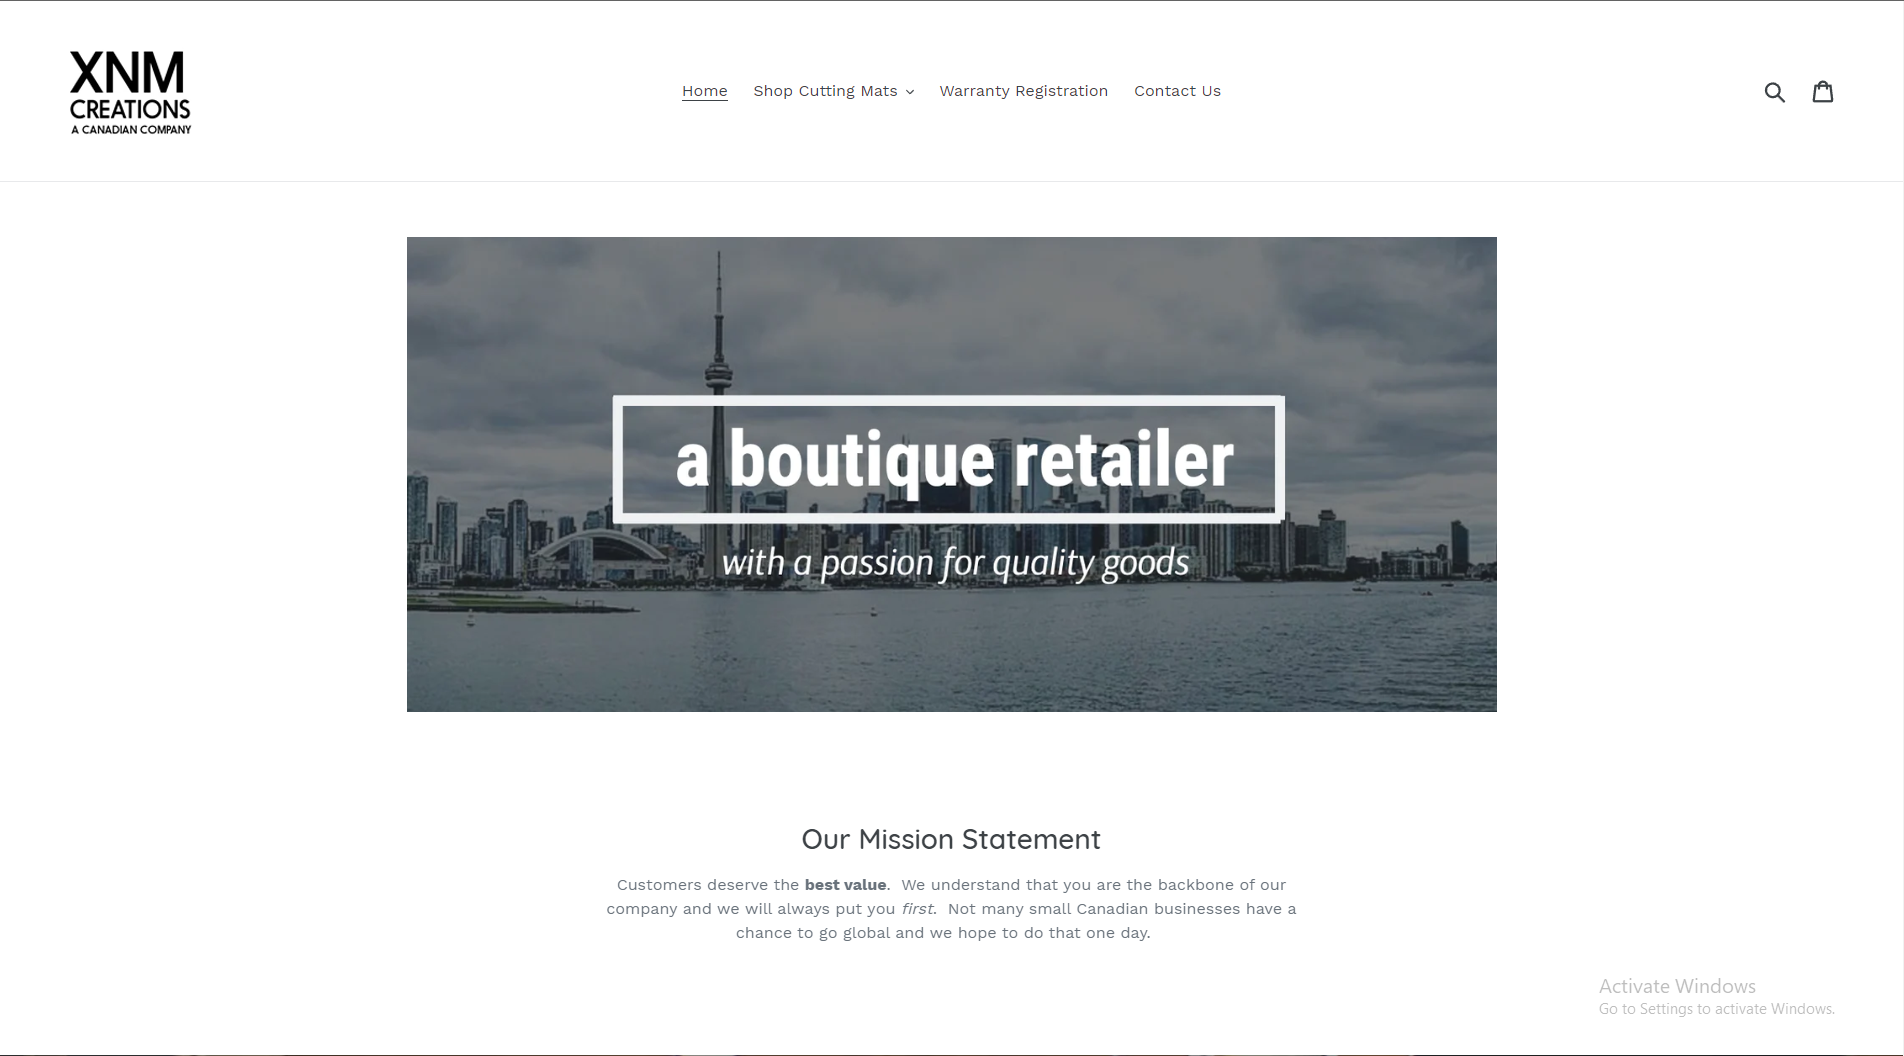 XNM
CREATIONS
A CANADIAN COMPANY
Home
Shop Cutting Mats
Warranty Registration
Contact Us
a boutique retailer
with a passion for quality goods
Our Mission Statement
Customers deserve the best value.  We understand that you are the backbone of our
company and we will always put you first.  Not many small Canadian businesses have a
chance to go global and we hope to do that one day.
Activate Windows
Go to Settings to activate Windows.